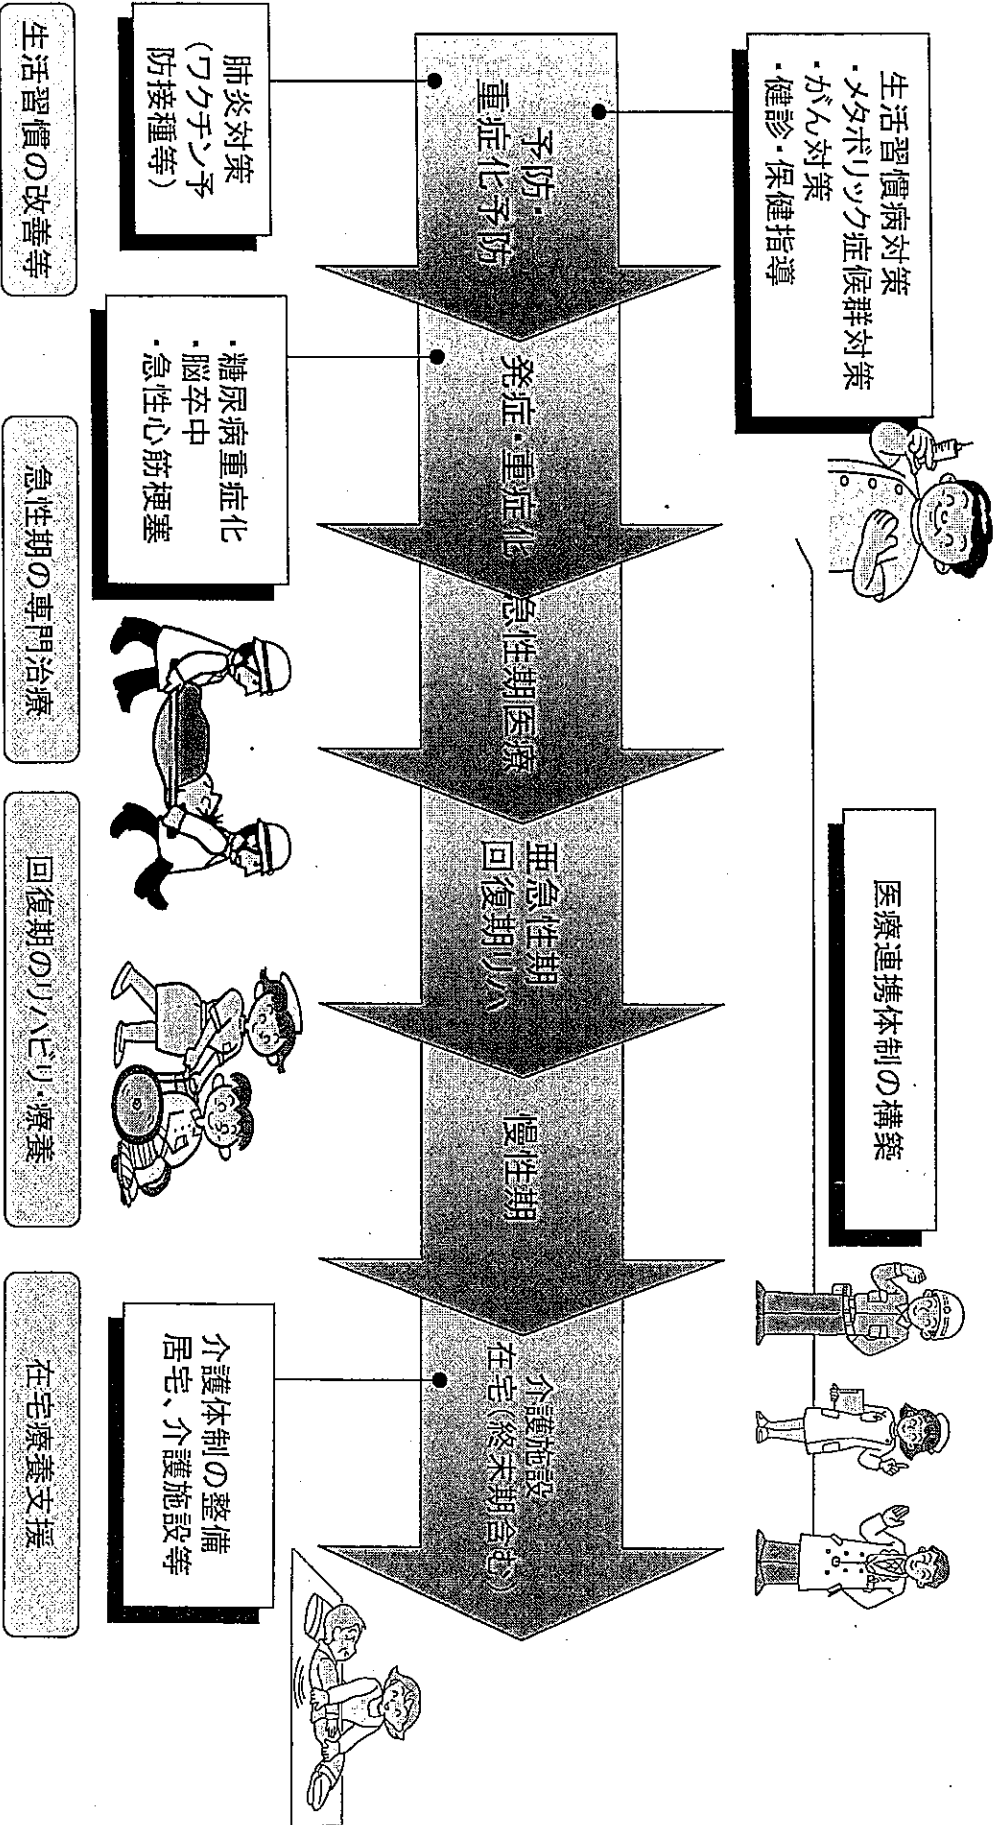 生活習慣病対策
・メタボリック症候群対策
・がん対策
・健診・保健指導
医療連携体制の構築
予防・
重症化予防
発症・重症化
急性期医療
亜急性期
回復期リハ
慢性期
介護施設
在宅(終末期含む)
肺炎対策
(ワクチン予
防接種等)
・糖尿病重症化
・脳卒中
・急性心筋梗塞
介護体制の整備
居宅、介護施設等
生活習慣の改善等
急性期の専門治療
回復期のリハビリ・療養
在宅療養支援